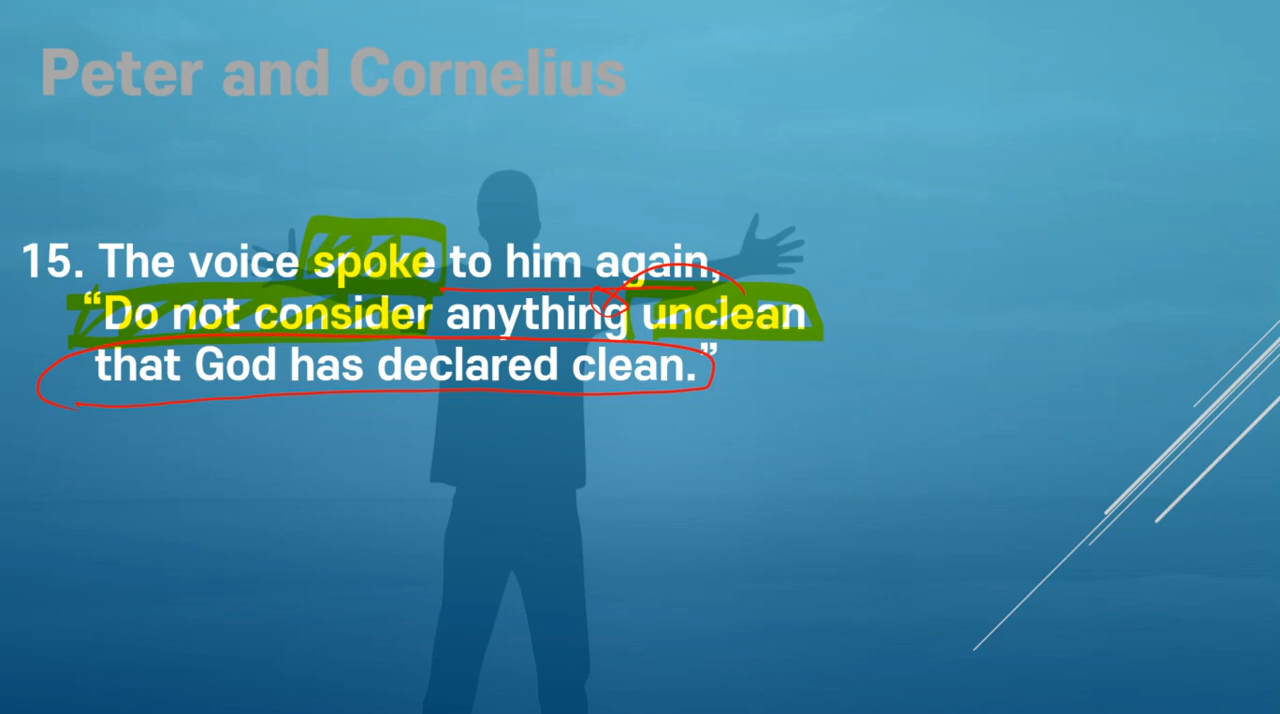 Peter and Cornelius
15. The voice spoke to him again,
“Do not consider anything unclean
that God has declared clean.”